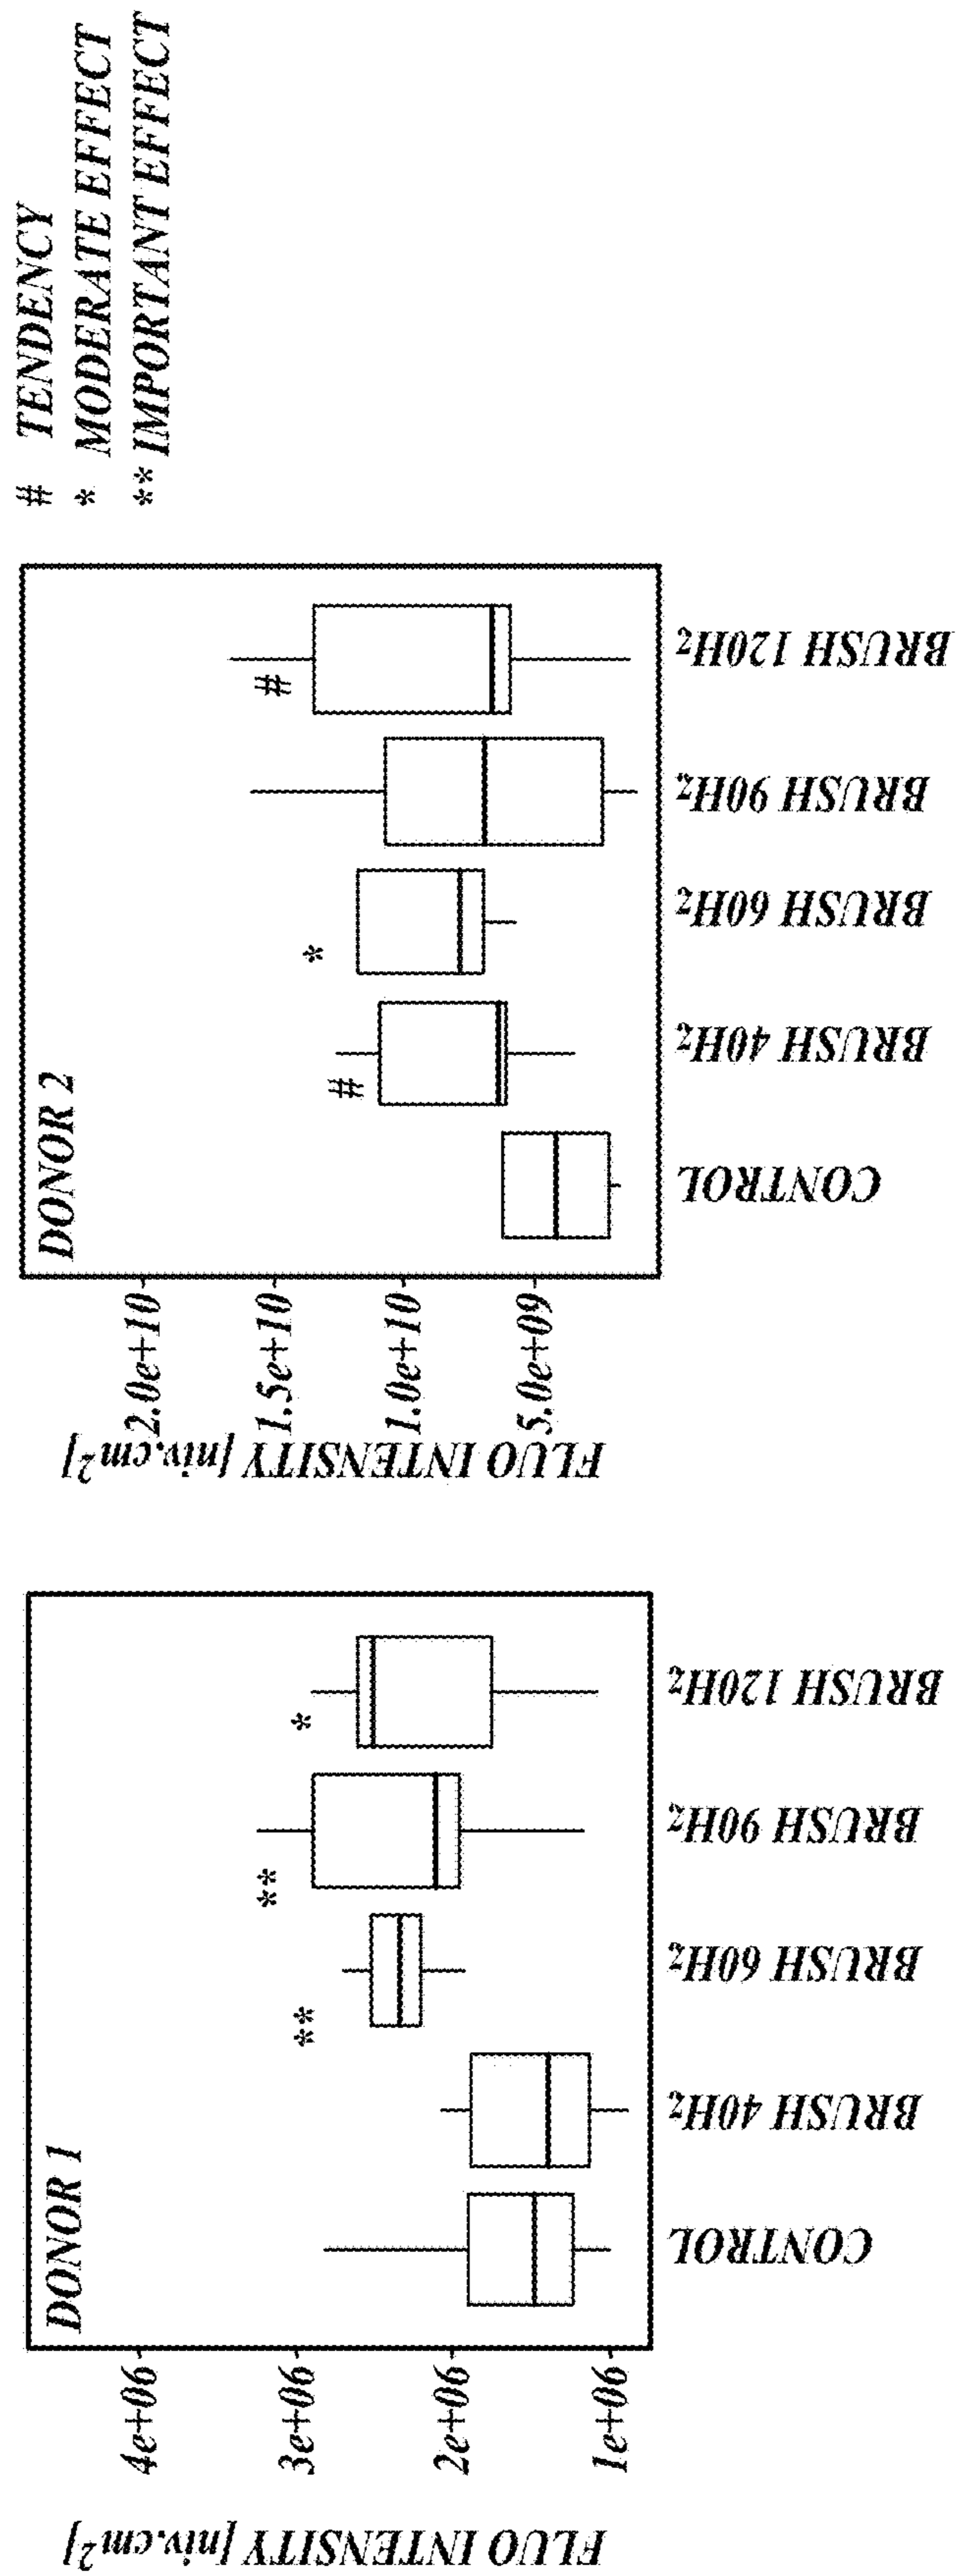 # TENDENCY
* MODERATE EFFECT
** IMPORTANT EFFECT
DONOR 1
FLUO INTENSITY [niv.cm²]
4e+06
3e+06
2e+06
1e+06
**
**
*
CONTROL
BRUSH 40Hz
BRUSH 60Hz
BRUSH 90Hz
BRUSH 120Hz
DONOR 2
FLUO INTENSITY [niv.cm²]
2.0e+10
1.5e+10
1.0e+10
5.0e+09
#
*
#
CONTROL
BRUSH 40Hz
BRUSH 60Hz
BRUSH 90Hz
BRUSH 120Hz